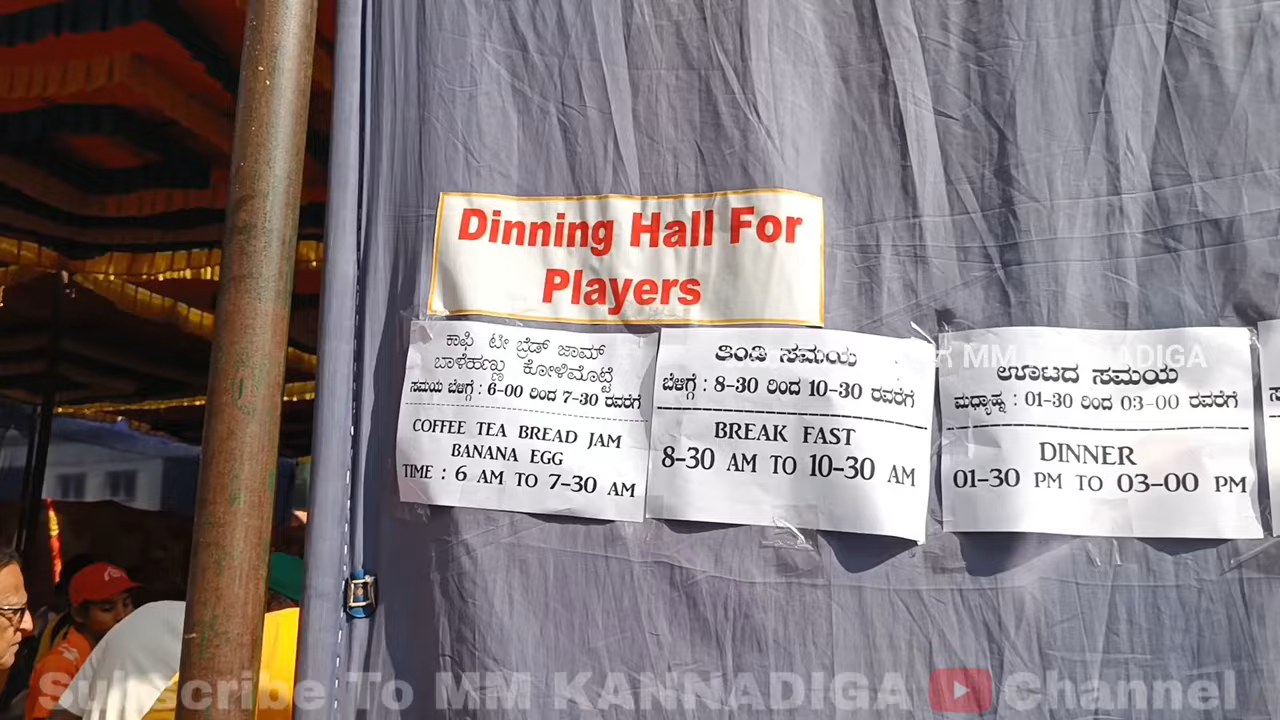 Dinning Hall For
Players
ಕಾಫಿ ಟೀ ಬ್ರೆಡ್ ಜಾಮ್
ಬಾಳೆಹಣ್ಣು ಕೋಳಿಮೊಟ್ಟೆ
ಸಮಯ ಬೆಳಿಗ್ಗೆ : 6-00 ರಿಂದ 7-30 ರವರೆಗೆ
COFFEE TEA BREAD JAM
BANANA EGG
TIME : 6 AM TO 7-30 AM
ತಿಂಡಿ ಸಮಯ
ಬೆಳಿಗ್ಗೆ : 8-30 ರಿಂದ 10-30 ರವರೆಗೆ
BREAK FAST
8-30 AM TO 10-30 AM
ಊಟದ ಸಮಯ
ಮಧ್ಯಾಹ್ನ : 01-30 ರಿಂದ 03-00 ರವರೆಗೆ
DINNER
01-30 PM TO 03-00 PM
MM KANNADIGA
Subscribe To MM KANNADIGA Channel